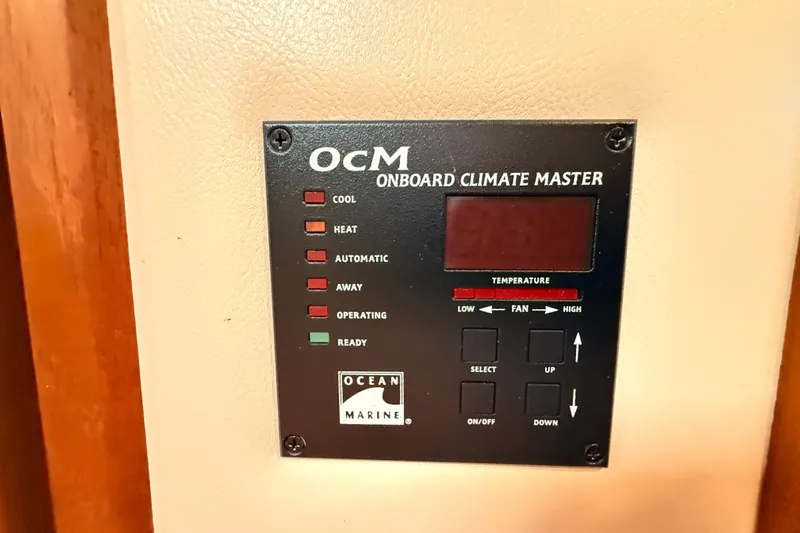 OCM
ONBOARD CLIMATE MASTER
COOL
HEAT
AUTOMATIC
AWAY
OPERATING
READY
TEMPERATURE
LOW ← FAN → HIGH
SELECT
UP ↑
ON/OFF
DOWN ↓
OCEAN
MARINE ®